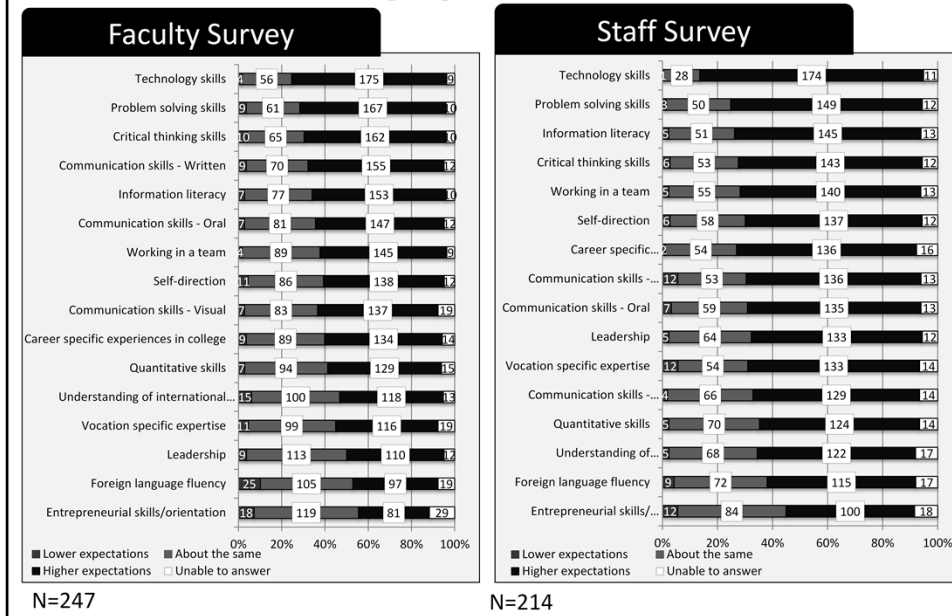 Faculty Survey
Technology skills 4 56 175 9
Problem solving skills 9 61 167 10
Critical thinking skills 10 65 162 10
Communication skills - Written 9 70 155 12
Information literacy 7 77 153 10
Communication skills - Oral 7 81 147 12
Working in a team 4 89 145 9
Self-direction 11 86 138 12
Communication skills - Visual 7 83 137 19
Career specific experiences in college 9 89 134 14
Quantitative skills 7 94 129 15
Understanding of international... 15 100 118 13
Vocation specific expertise 11 99 116 19
Leadership 9 113 110 12
Foreign language fluency 25 105 97 19
Entrepreneurial skills/orientation 18 119 81 29
0% 20% 40% 60% 80% 100%
Lower expectations About the same
Higher expectations Unable to answer
N=247
Staff Survey
Technology skills 1 28 174 11
Problem solving skills 3 50 149 12
Information literacy 5 51 145 13
Critical thinking skills 6 53 143 12
Working in a team 5 55 140 13
Self-direction 6 58 137 12
Career specific... 2 54 136 16
Communication skills -... 12 53 136 13
Communication skills - Oral 7 59 135 13
Leadership 5 64 133 12
Vocation specific expertise 12 54 133 14
Communication skills -... 4 66 129 14
Quantitative skills 5 70 124 14
Understanding of... 5 68 122 17
Foreign language fluency 9 72 115 17
Entrepreneurial skills/... 12 84 100 18
0% 20% 40% 60% 80% 100%
Lower expectations About the same
Higher expectations Unable to answer
N=214